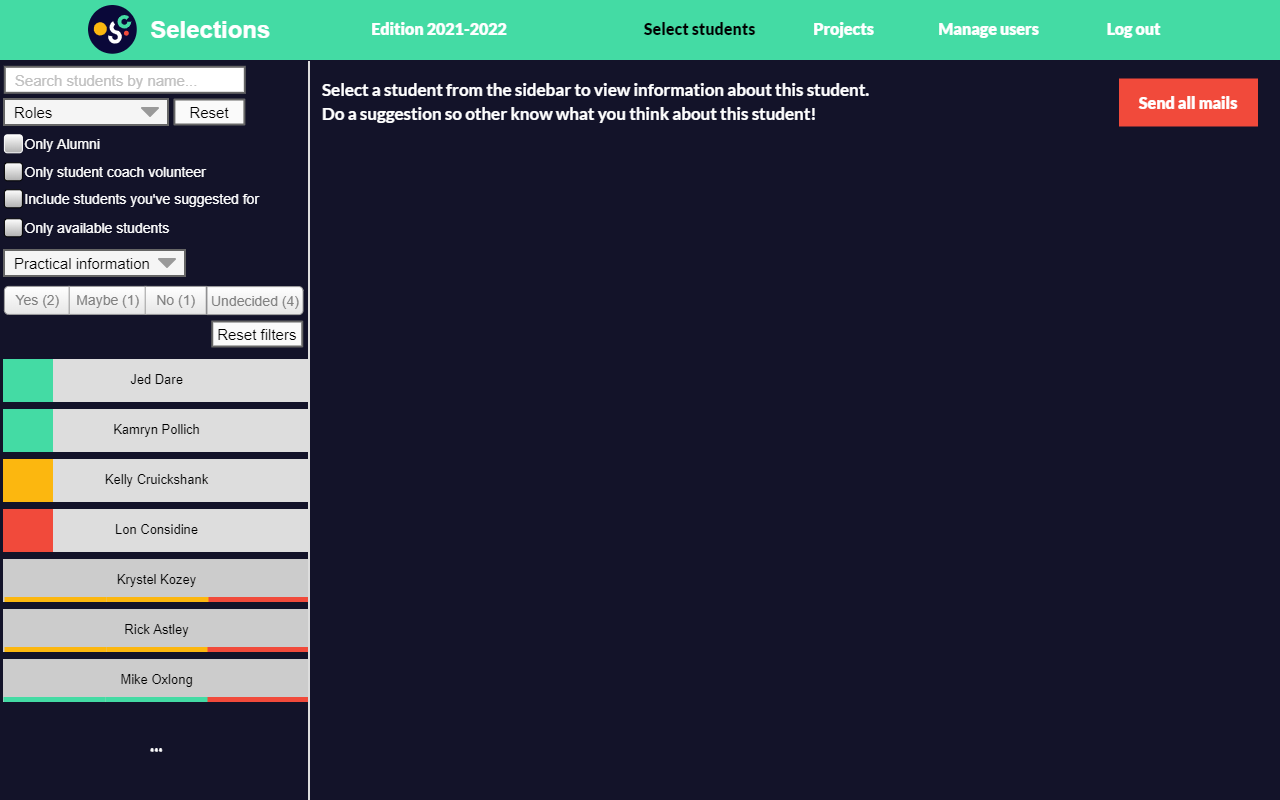 Selections
Edition 2021-2022
Select students
Projects
Manage users
Log out
Search students by name...
Roles
Reset
Only Alumni
Only student coach volunteer
Include students you've suggested for
Only available students
Practical information
Yes (2)
Maybe (1)
No (1)
Undecided (4)
Reset filters
Jed Dare
Kamryn Pollich
Kelly Cruickshank
Lon Considine
Krystel Kozey
Rick Astley
Mike Oxlong
...
Select a student from the sidebar to view information about this student.
Do a suggestion so other know what you think about this student!
Send all mails